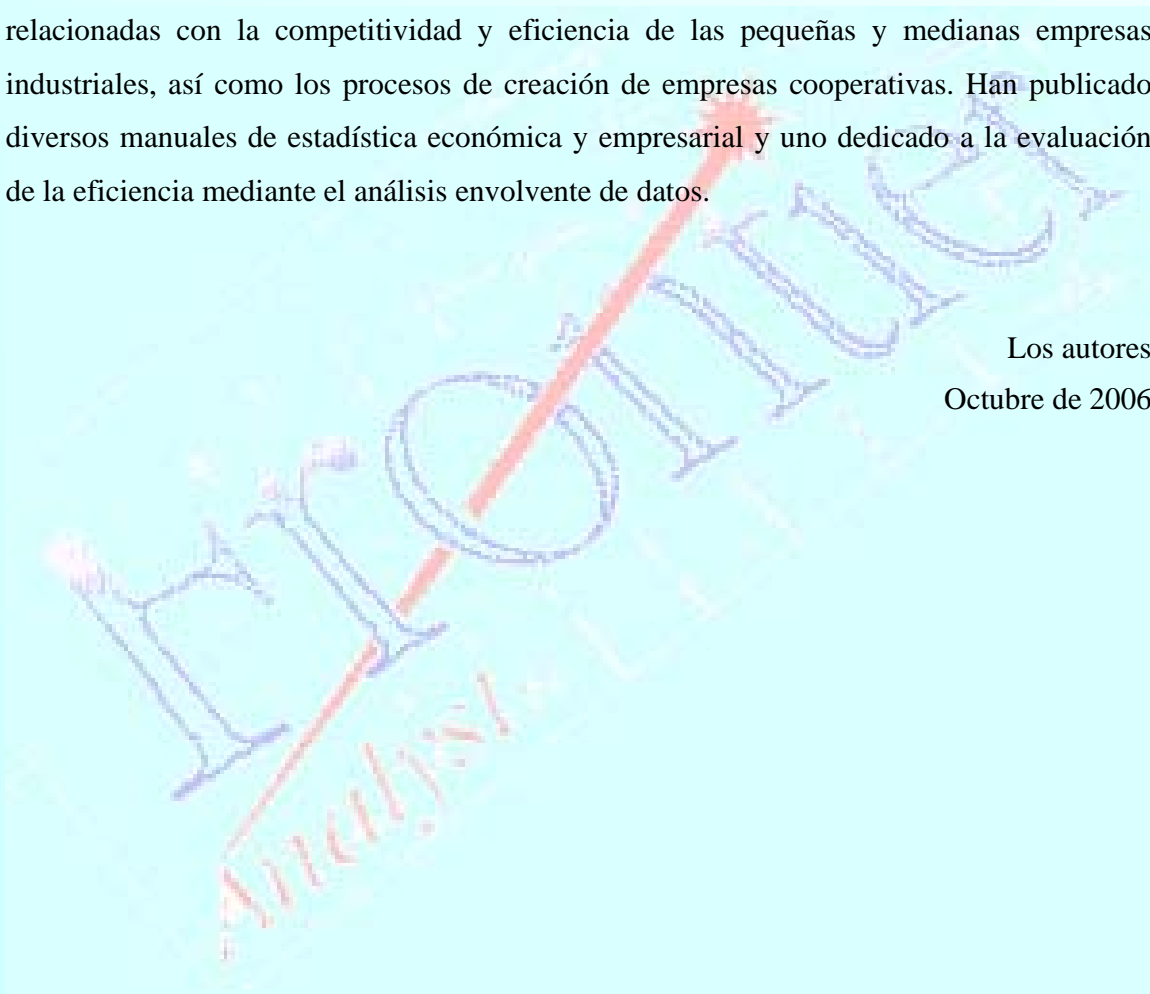 relacionadas con la competitividad y eficiencia de las pequeñas y medianas empresas
industriales, así como los procesos de creación de empresas cooperativas. Han publicado
diversos manuales de estadística económica y empresarial y uno dedicado a la evaluación
de la eficiencia mediante el análisis envolvente de datos.
Los autores
Octubre de 2006